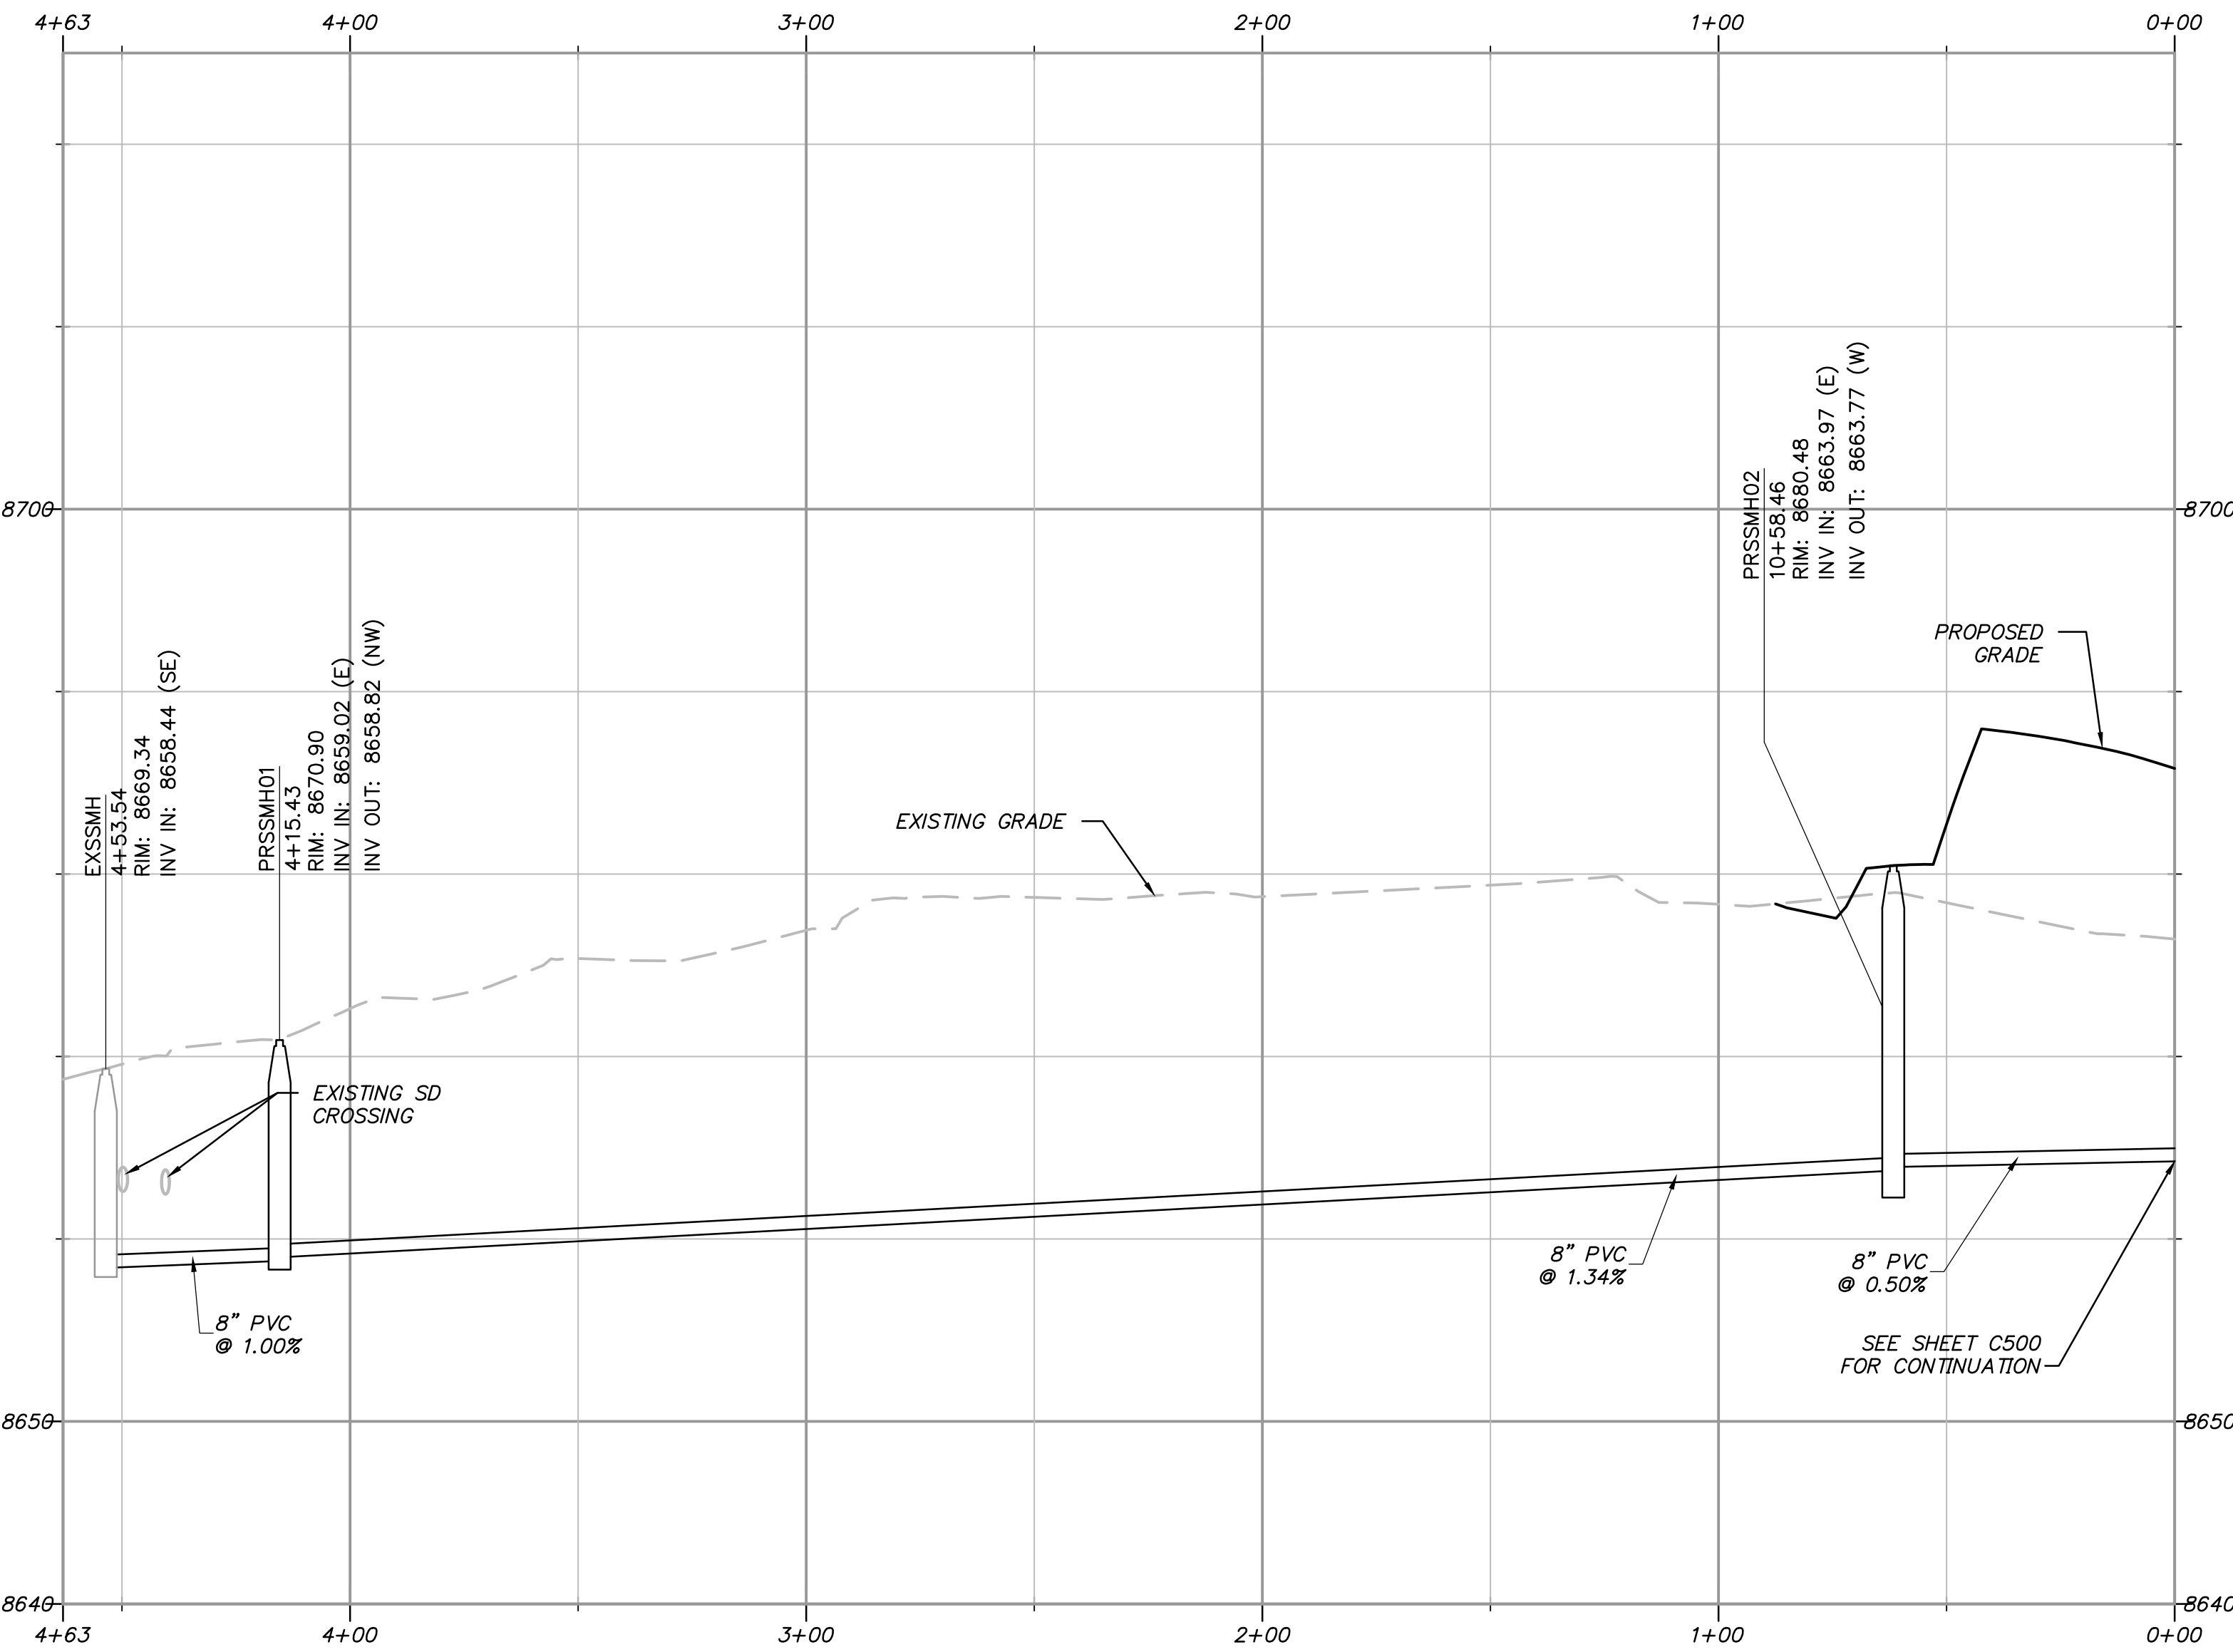 4+63
4+00
3+00
2+00
1+00
0+00
8700
8700
PRSSMH02
10+58.46
RIM: 8680.48
INV IN: 8663.97 (E)
INV OUT: 8663.77 (W)
PROPOSED
GRADE
EXSSMH
4+53.54
RIM: 8669.34
INV IN: 8658.44 (SE)
PRSSMH01
4+15.43
RIM: 8670.90
INV IN: 8659.02 (E)
INV OUT: 8658.82 (NW)
EXISTING GRADE
EXISTING SD
CROSSING
8" PVC
@ 1.34%
8" PVC
@ 0.50%
8" PVC
@ 1.00%
SEE SHEET C500
FOR CONTINUATION
8650
8650
8640
8640
4+63
4+00
3+00
2+00
1+00
0+00